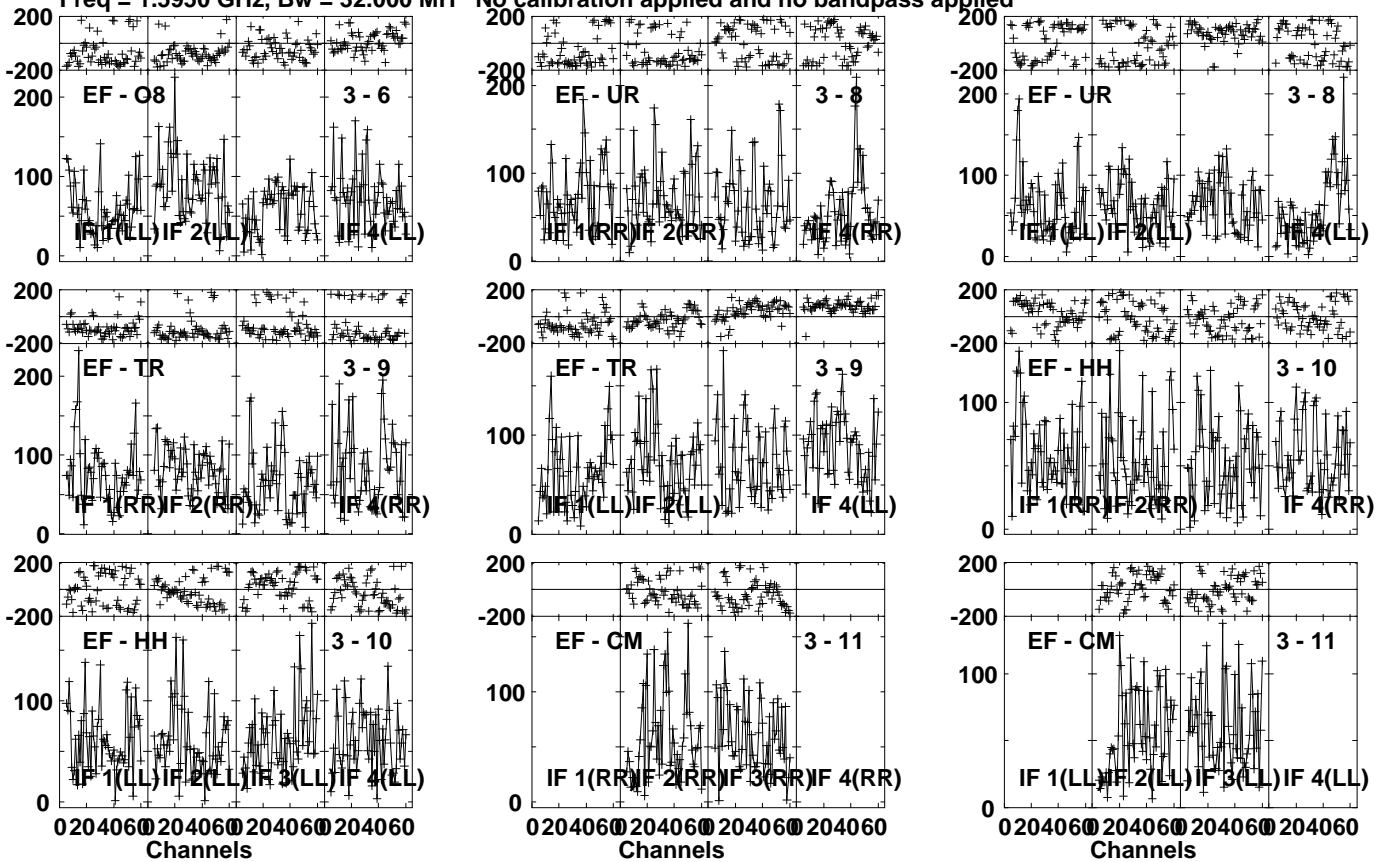 Freq = 1.5950 GHz, Bw = 32.000 MH No calibration applied and no bandpass applied
-200
200
100
0
EF - O8 3 - 6
IF 1(LL) IF 2(LL) IF 4(LL)
-200
200
100
0
EF - UR 3 - 8
IF 1(RR) IF 2(RR) IF 4(RR)
-200
200
100
0
EF - UR 3 - 8
IF 1(LL) IF 2(LL) IF 4(LL)
200
-200
200
100
0
EF - TR 3 - 9
IF 1(RR) IF 2(RR) IF 4(RR)
200
-200
100
0
EF - TR 3 - 9
IF 1(LL) IF 2(LL) IF 4(LL)
200
-200
100
0
EF - HH 3 - 10
IF 1(RR) IF 2(RR) IF 4(RR)
200
-200
100
0
EF - HH 3 - 10
IF 1(LL) IF 2(LL) IF 3(LL) IF 4(LL)
0 20 40 60 0 20 40 60 0 20 40 60 0 20 40 60
Channels
200
-200
100
0
EF - CM 3 - 11
IF 1(RR) IF 2(RR) IF 3(RR) IF 4(RR)
0 20 40 60 0 20 40 60 0 20 40 60 0 20 40 60
Channels
200
-200
100
0
EF - CM 3 - 11
IF 1(LL) IF 2(LL) IF 3(LL) IF 4(LL)
0 20 40 60 0 20 40 60 0 20 40 60 0 20 40 60
Channels